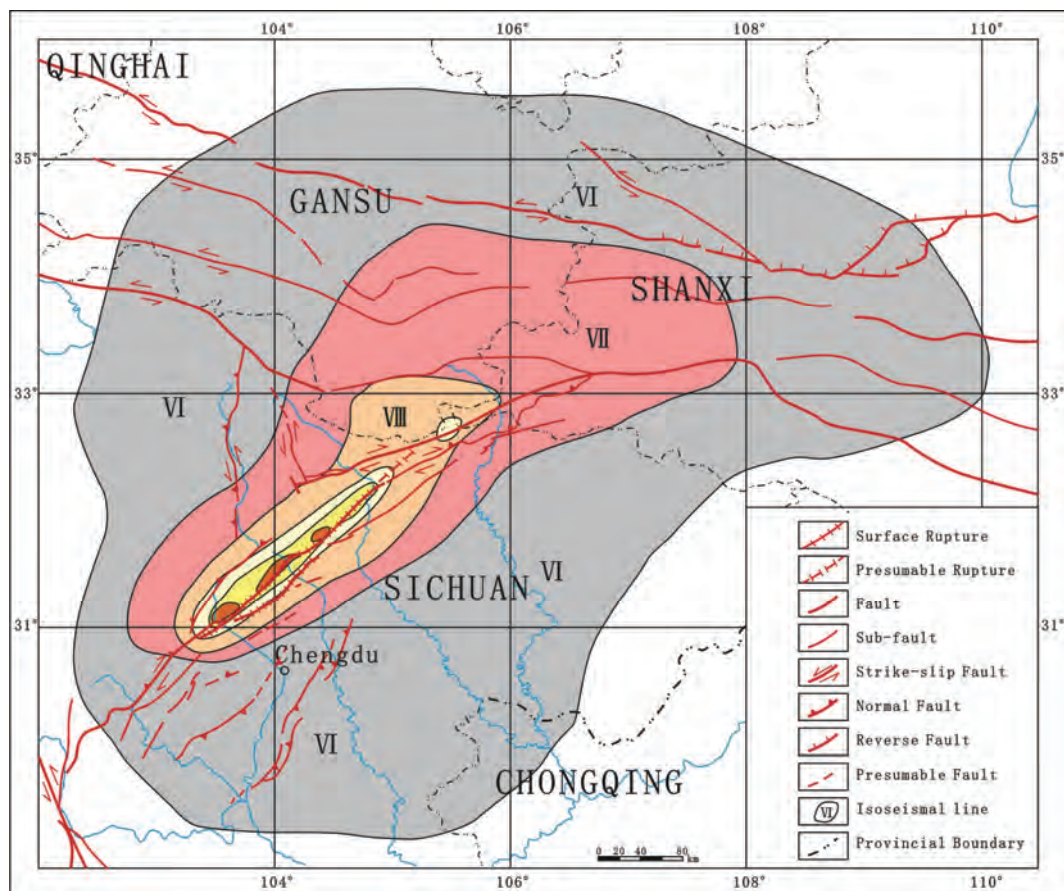 104° 106° 108° 110°
QINGHAI
35° 35°
GANSU
Ⅵ
SHANXI
Ⅶ
33° 33°
Ⅵ
Ⅷ
SICHUAN
Ⅵ
31° 31°
Chengdu
Ⅵ
CHONGQING
Surface Rupture
Presumable Rupture
Fault
Sub-fault
Strike-slip Fault
Normal Fault
Reverse Fault
Presumable Fault
Ⅵ Isoseismal line
Provincial Boundary
0 20 40 80
km
104° 106° 108° 110°